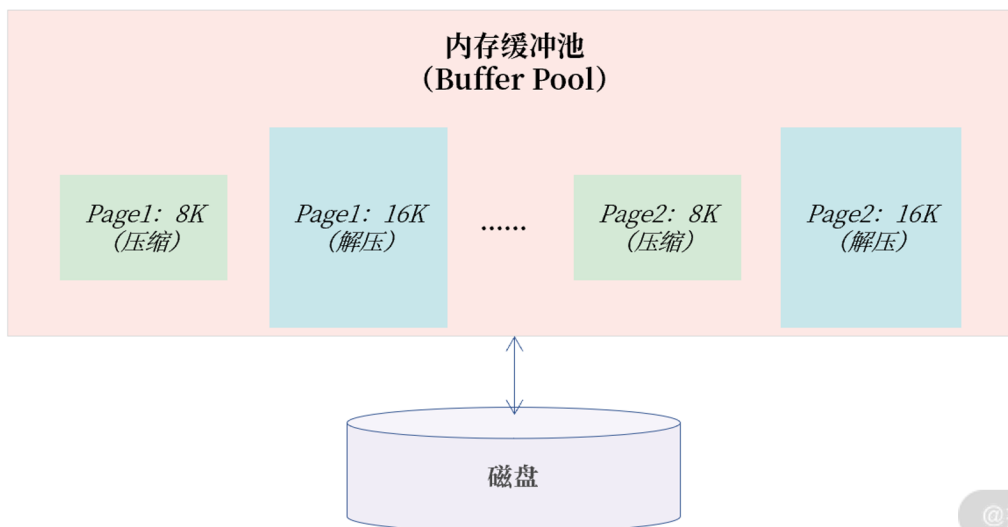 内存缓冲池
（Buffer Pool）
Page1：8K
（压缩）
Page1：16K
（解压）
……
Page2：8K
（压缩）
Page2：16K
（解压）
磁盘
@